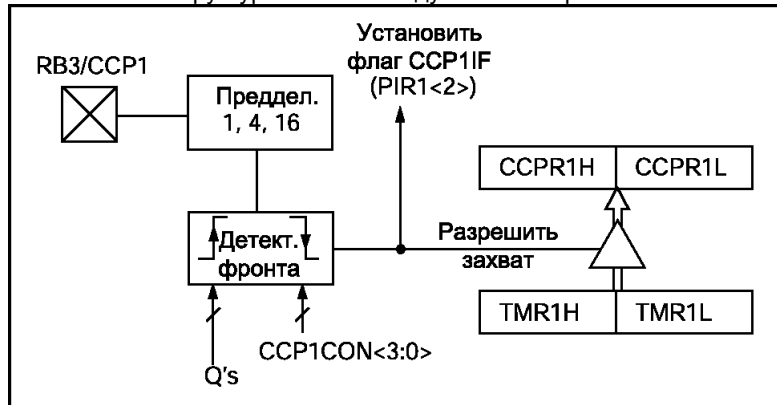 Установить
флаг CCP1IF
(PIR1<2>)
RB3/CCP1
Преддел.
1, 4, 16
CCPR1H CCPR1L
Детект.
фронта
Разрешить
захват
TMR1H TMR1L
CCP1CON<3:0>
Q's